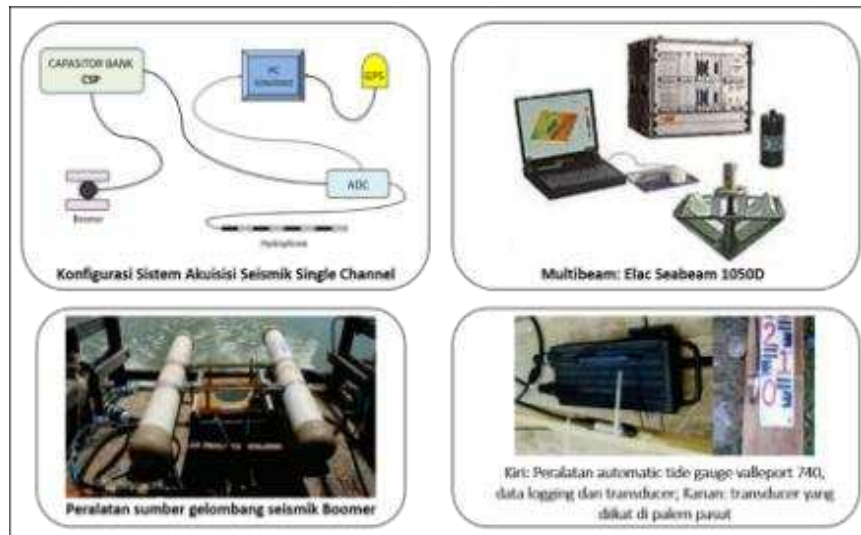 CAPASITOR BANK
CSP
PC
GPS
ADC
Boomer
Hydrophone
Konfigurasi Sistem Akuisisi Seismik Single Channel
Multibeam: Elac Seabeam 1050D
Peralatan sumber gelombang seismik Boomer
Kiri: Peralatan automatic tide gauge valleport 740,
data logging dan transducer; Kanan: transducer yang
diikat di palem pasut